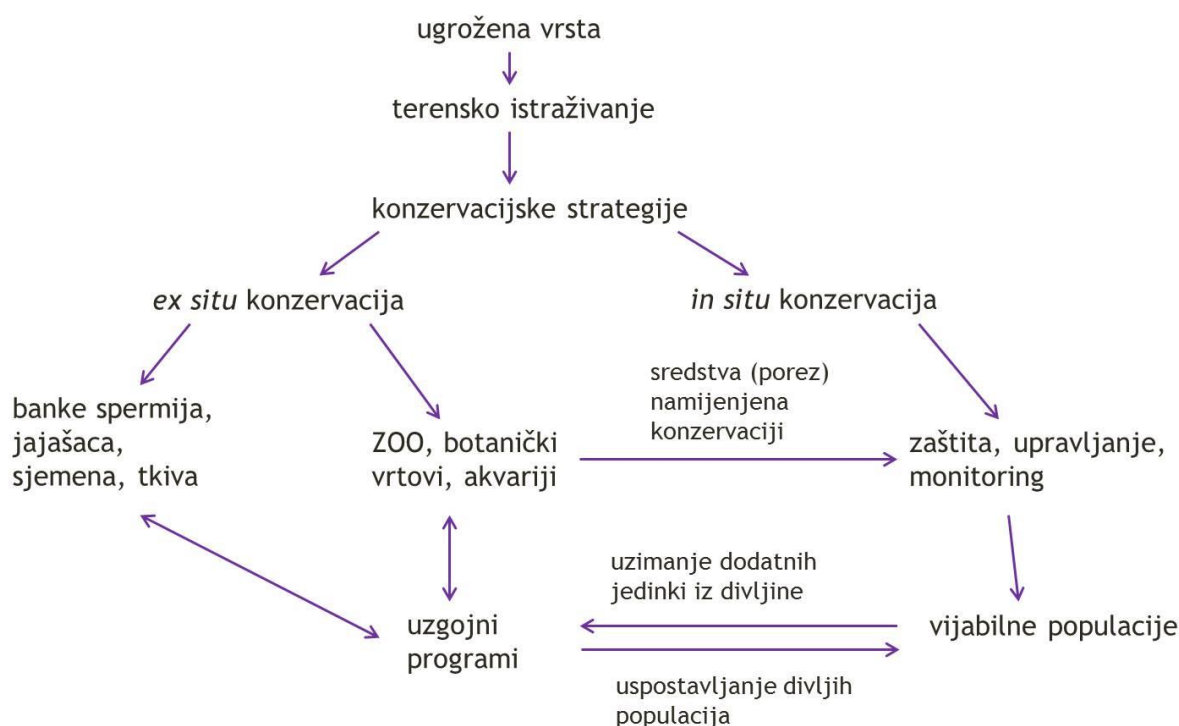 ugrožena vrsta
terensko istraživanje
konzervacijske strategije
ex situ konzervacija
in situ konzervacija
banke spermija,
jajašaca,
sjemena, tkiva
ZOO, botanički
vrtovi, akvariji
sredstva (porez)
namijenjena
konzervaciji
zaštita, upravljanje,
monitoring
uzimanje dodatnih
jedinki iz divljine
uzgojni
programi
vijabilne populacije
uspostavljanje divljih
populacija